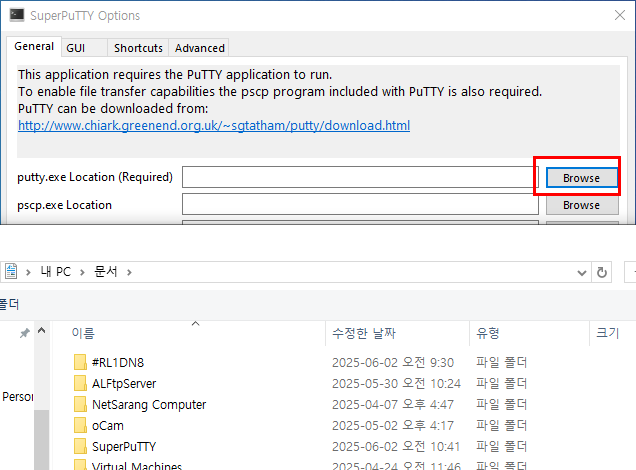 SuperPuTTY Options
General GUI Shortcuts Advanced
This application requires the PuTTY application to run.
To enable file transfer capabilities the pscp program included with PuTTY is also required.
PuTTY can be downloaded from:
http://www.chiark.greenend.org.uk/~sgtatham/putty/download.html
putty.exe Location (Required) Browse
pscp.exe Location Browse
내 PC 문서
폴더
이름 수정한 날짜 유형 크기
#RL1DN8 2025-06-02 오전 9:30 파일 폴더
ALFtpServer 2025-05-30 오전 10:24 파일 폴더
Person
NetSarang Computer 2025-04-07 오후 4:47 파일 폴더
oCam 2025-05-02 오후 4:17 파일 폴더
SuperPuTTY 2025-06-02 오전 10:41 파일 폴더
Virtual Machines 2025-04-24 오전 11:46 파일 폴더